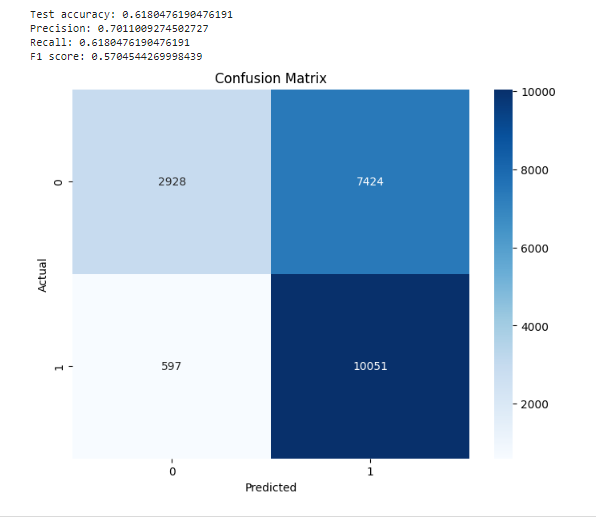 Test accuracy: 0.6180476190476191
Precision: 0.7011009274502727
Recall: 0.6180476190476191
F1 score: 0.5704544269998439
Confusion Matrix
10000
0
2928
7424
8000
6000
Actual
4000
1
597
10051
2000
0
1
Predicted